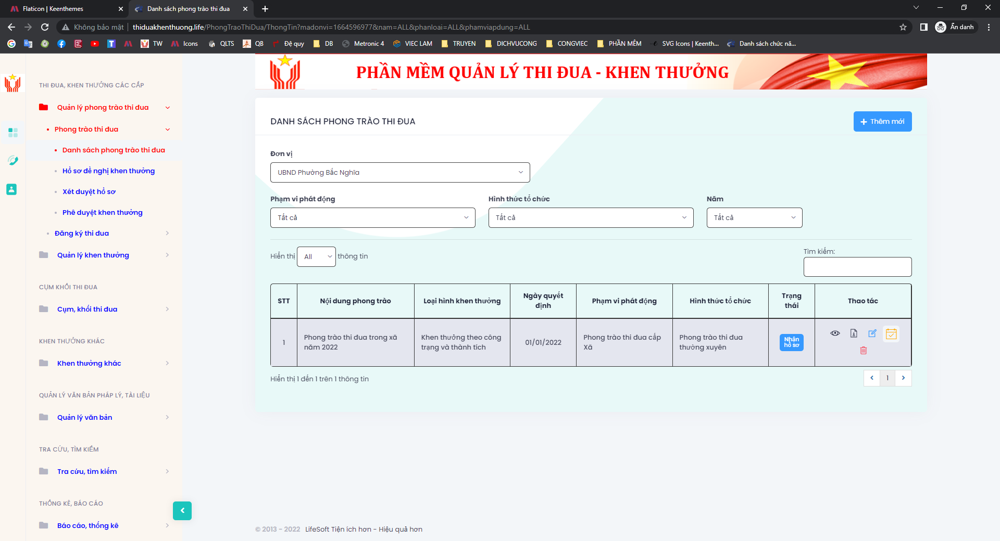 Flaticon | Keenthemes
Danh sách phong trào thi đua
Không bảo mật
thiduakhenthuong.life/PhongTraoThiDua/ThongTin?madonvi=1664596977&nam=ALL&phanloai=ALL&phamviapdung=ALL
Ẩn danh
TW
Icons
QLTS
QB
Đệ quy
DB
Metronic 4
VIEC LAM
TRUYEN
DICHVUCONG
CONGVIEC
PHẦN MỀM
SVG Icons | Keenth...
Danh sách chức nă...
PHẦN MỀM QUẢN LÝ THI ĐUA - KHEN THƯỞNG
THI ĐUA, KHEN THƯỞNG CÁC CẤP
Quản lý phong trào thi đua
Phong trào thi đua
Danh sách phong trào thi đua
Hồ sơ đề nghị khen thưởng
Xét duyệt hồ sơ
Phê duyệt khen thưởng
Đăng ký thi đua
Quản lý khen thưởng
CỤM KHỐI THI ĐUA
Cụm, khối thi đua
KHEN THƯỞNG KHÁC
Khen thưởng khác
QUẢN LÝ VĂN BẢN PHÁP LÝ, TÀI LIỆU
Quản lý văn bản
TRA CỨU, TÌM KIẾM
Tra cứu, tìm kiếm
THỐNG KÊ, BÁO CÁO
Báo cáo, thống kê
DANH SÁCH PHONG TRÀO THI ĐUA
Thêm mới
Đơn vị
UBND Phường Bắc Nghĩa
Phạm vi phát động
Hình thức tổ chức
Năm
Tất cả
Tất cả
Tất cả
Hiển thị All thông tin
Tìm kiếm:
STT
Nội dung phong trào
Loại hình khen thưởng
Ngày quyết
định
Phạm vi phát động
Hình thức tổ chức
Trạng
thái
Thao tác
1
Phong trào thi đua trong xã
năm 2022
Khen thưởng theo công
trạng và thành tích
01/01/2022
Phong trào thi đua cấp
Xã
Phong trào thi đua
thường xuyên
Nhận
hồ sơ
Hiển thị 1 đến 1 trên 1 thông tin
1
© 2013 - 2022 LifeSoft Tiện ích hơn - Hiệu quả hơn